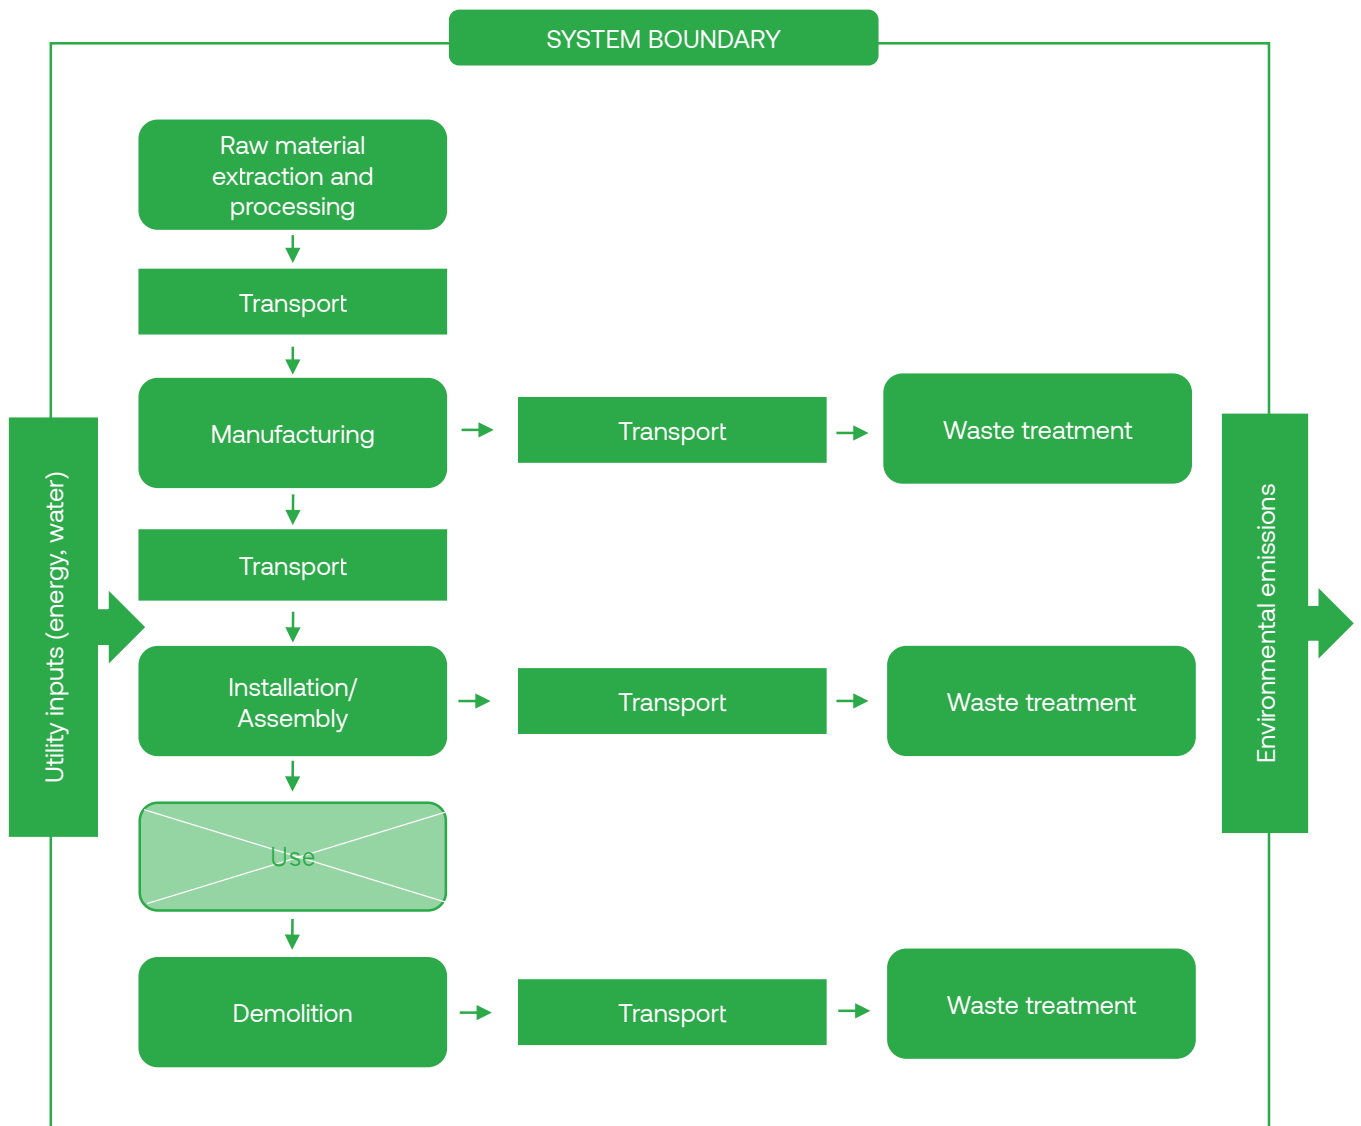 SYSTEM BOUNDARY
Raw material
extraction and
processing
Transport
Manufacturing
Transport
Waste treatment
Transport
Installation/
Assembly
Transport
Waste treatment
Use
Demolition
Transport
Waste treatment
Utility inputs (energy, water)
Environmental emissions